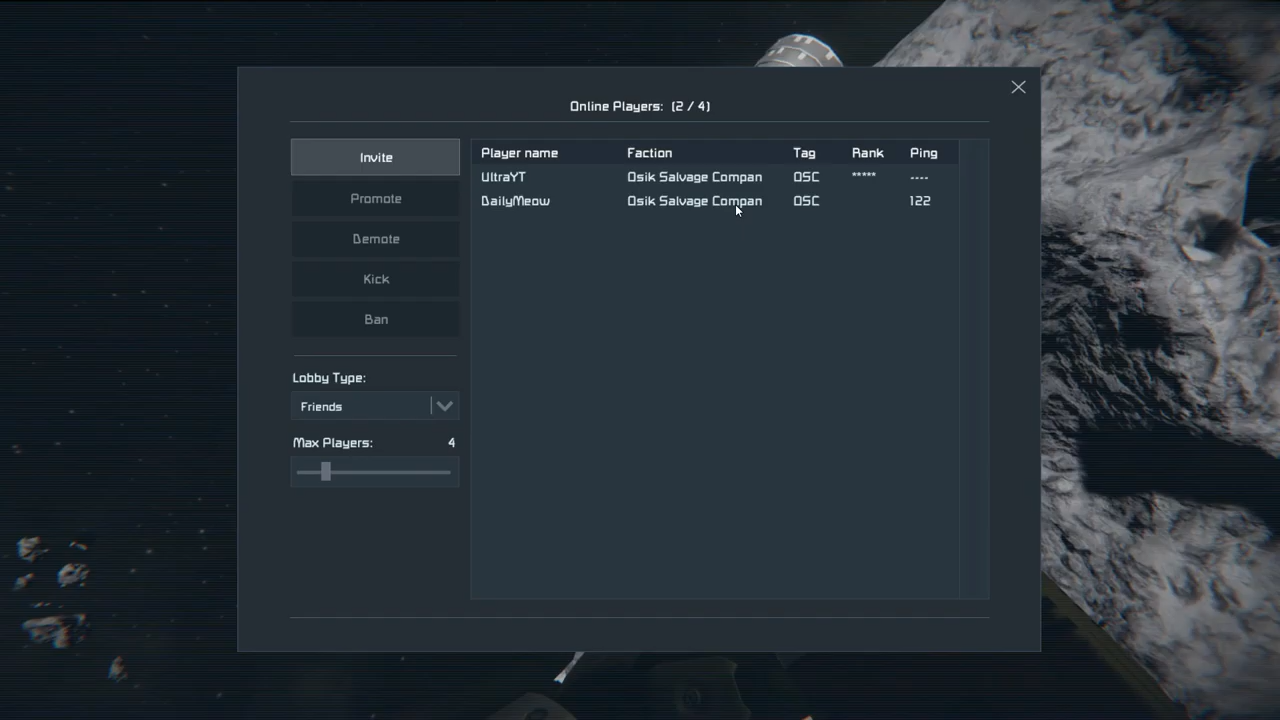 Online Players: (2 / 4)
Invite
Promote
Demote
Kick
Ban
Lobby Type:
Friends
Max Players: 4
Player name Faction Tag Rank Ping
UltraYT Osik Salvage Compan OSC ***** ----
DailyMeow Osik Salvage Compan OSC 122